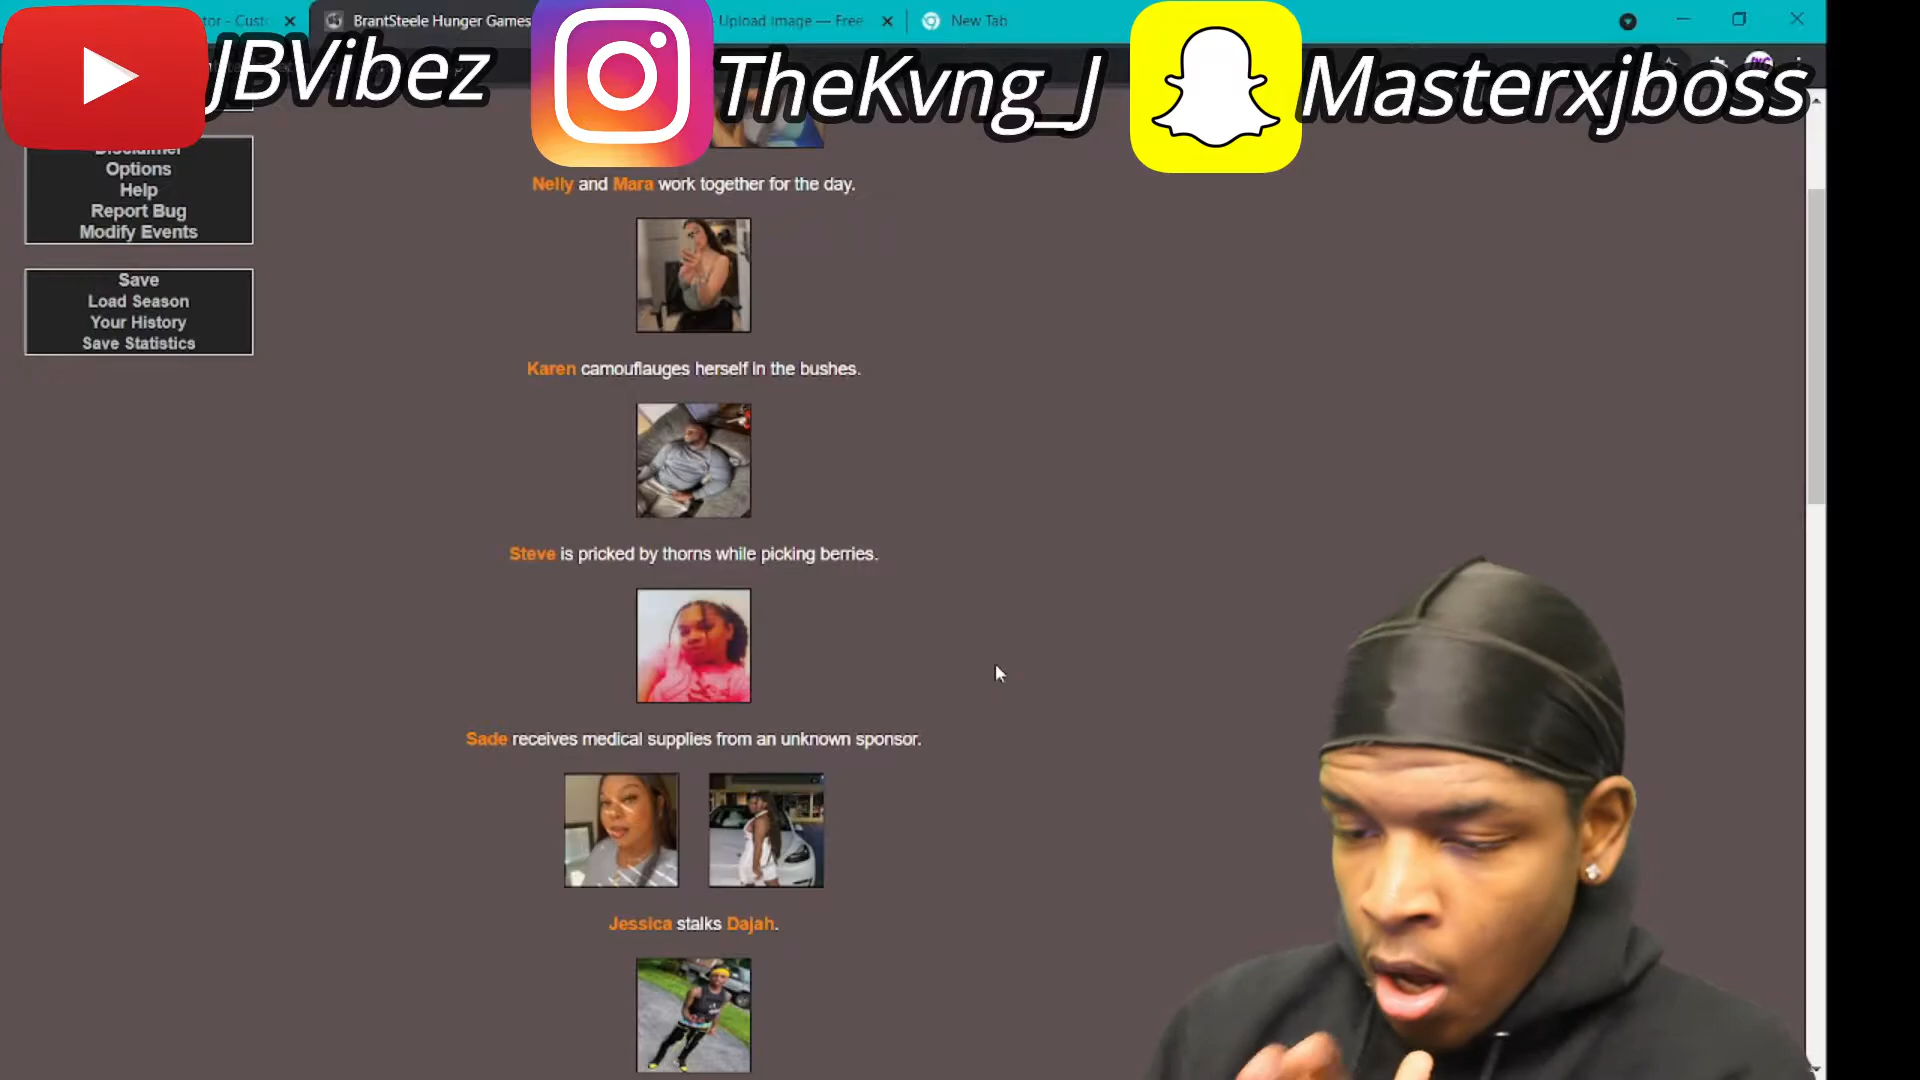 tor - Cust
BrantSteele Hunger Games
Upload Image — Free
New Tab
JBVibez
TheKvng_J
Masterxjboss
Disclaimer
Options
Help
Report Bug
Modify Events
Save
Load Season
Your History
Save Statistics
Nelly and Mara work together for the day.
Karen camouflauges herself in the bushes.
Steve is pricked by thorns while picking berries.
Sade receives medical supplies from an unknown sponsor.
Jessica stalks Dajah.